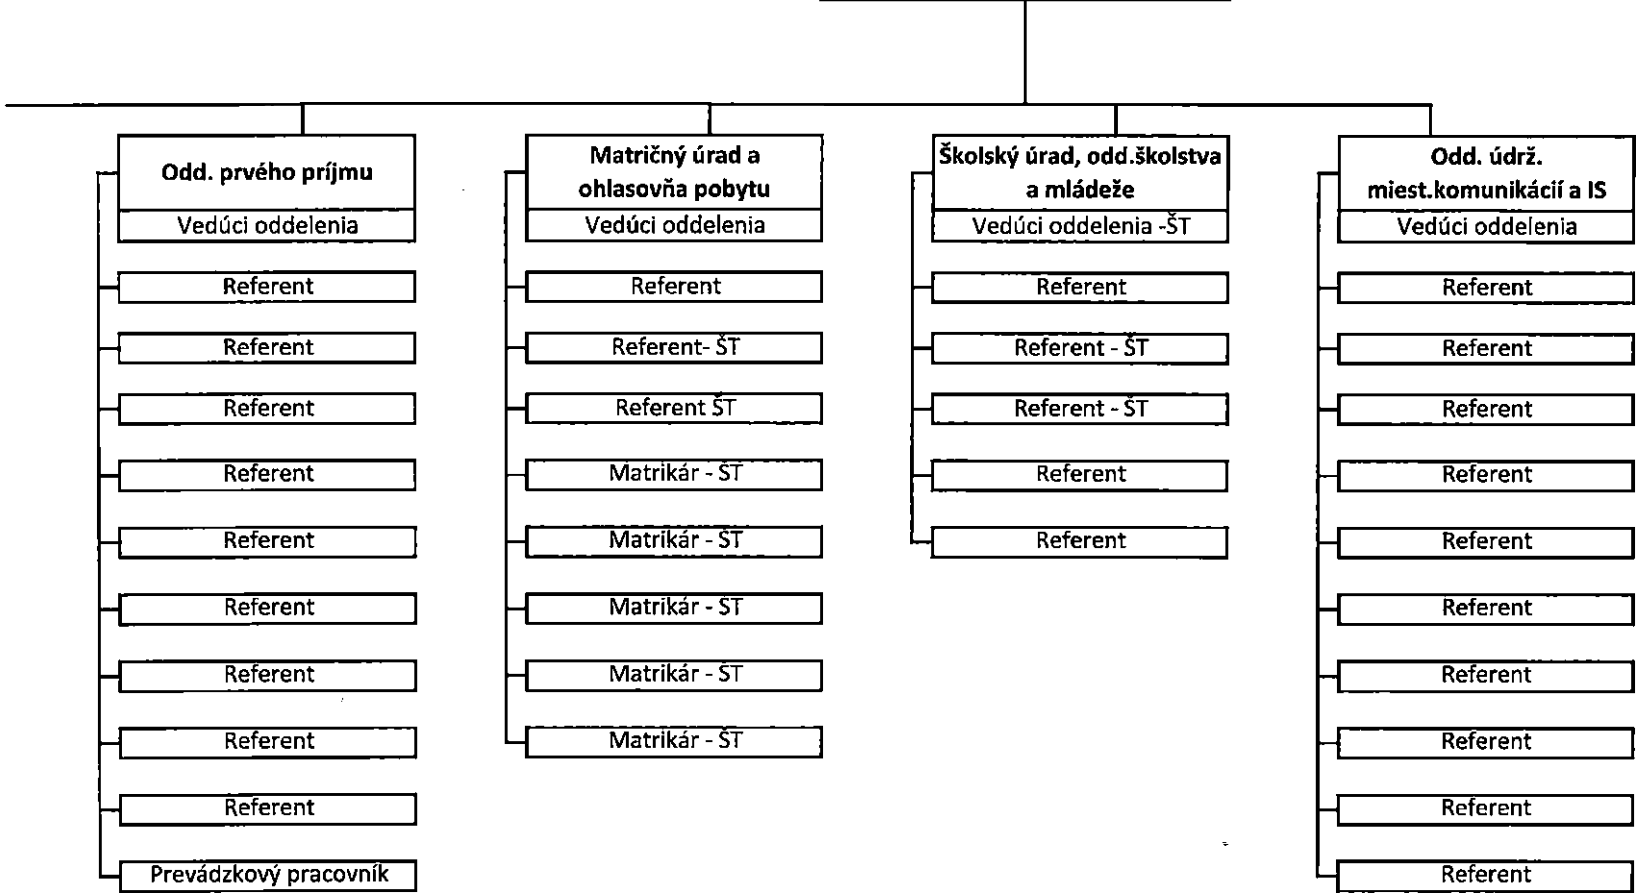 Odd. prvého príjmu
Vedúci oddelenia
Referent
Referent
Referent
Referent
Referent
Referent
Referent
Referent
Referent
Prevádzkový pracovník
Matričný úrad a
ohlasovňa pobytu
Vedúci oddelenia
Referent
Referent- ŠT
Referent ŠT
Matrikár - ŠT
Matrikár - ŠT
Matrikár - ŠT
Matrikár - ŠT
Matrikár - ŠT
Školský úrad, odd.školstva
a mládeže
Vedúci oddelenia -ŠT
Referent
Referent - ŠT
Referent - ŠT
Referent
Referent
Odd. údrž.
miest.komunikácií a IS
Vedúci oddelenia
Referent
Referent
Referent
Referent
Referent
Referent
Referent
Referent
Referent
Referent